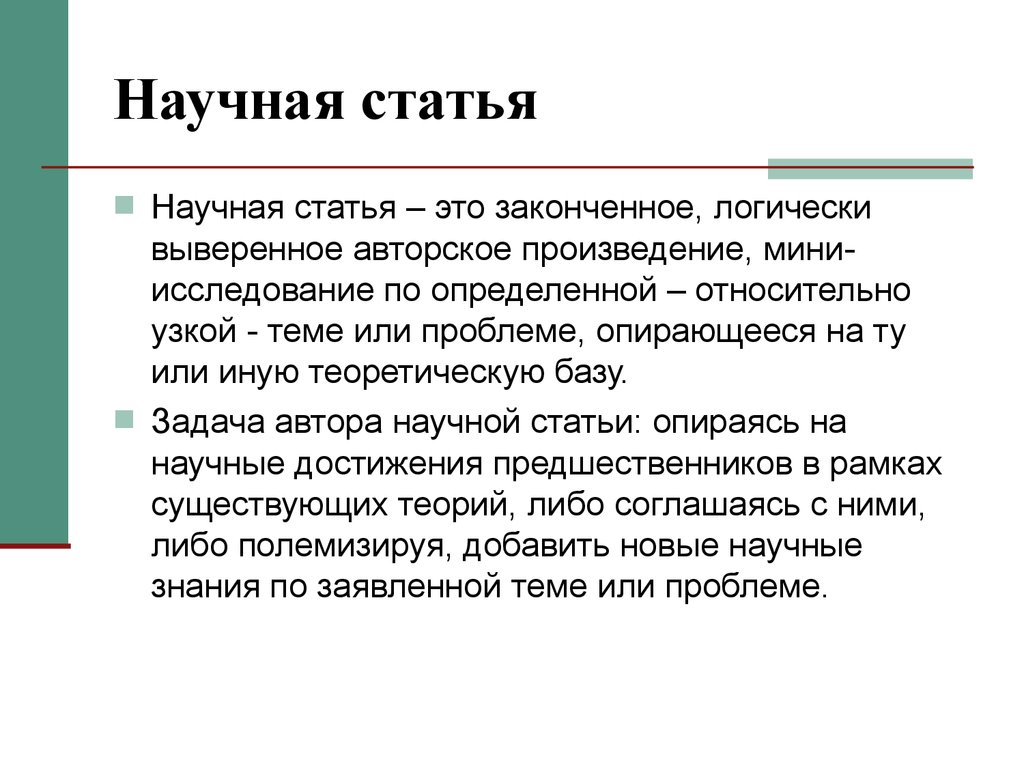 Научная статья
Научная статья – это законченное, логически
выверенное авторское произведение, мини-
исследование по определенной – относительно
узкой - теме или проблеме, опирающееся на ту
или иную теоретическую базу.
Задача автора научной статьи: опираясь на
научные достижения предшественников в рамках
существующих теорий, либо соглашаясь с ними,
либо полемизируя, добавить новые научные
знания по заявленной теме или проблеме.